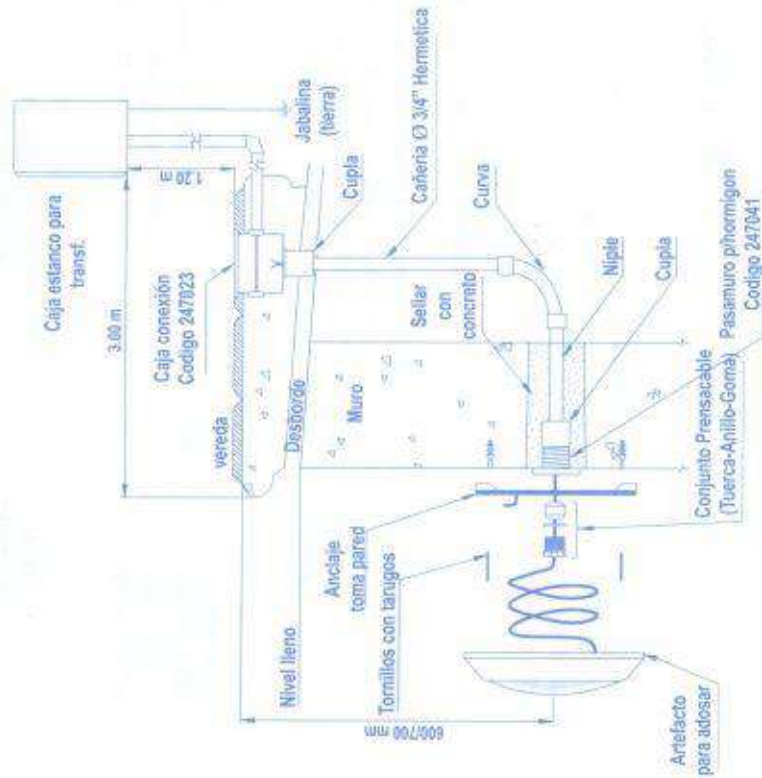 Caja estanco para
transf.
3.00 m
1.20 m
Jabalina
(tierra)
Caja conexión
Codigo 247023
vereda
Desbordo
Cupla
Cañeria Ø 3/4" Hermetica
Muro
Sellar
con
concreto
Curva
Niple
Cupla
Pasamuro p/hormigon
Codigo 247041
Conjunto Prensacable
(Tuerca-Anillo-Goma)
Anclaje
toma pared
Tornillos con tarugos
Nivel lleno
600/700 mm
Artefacto
para adosar